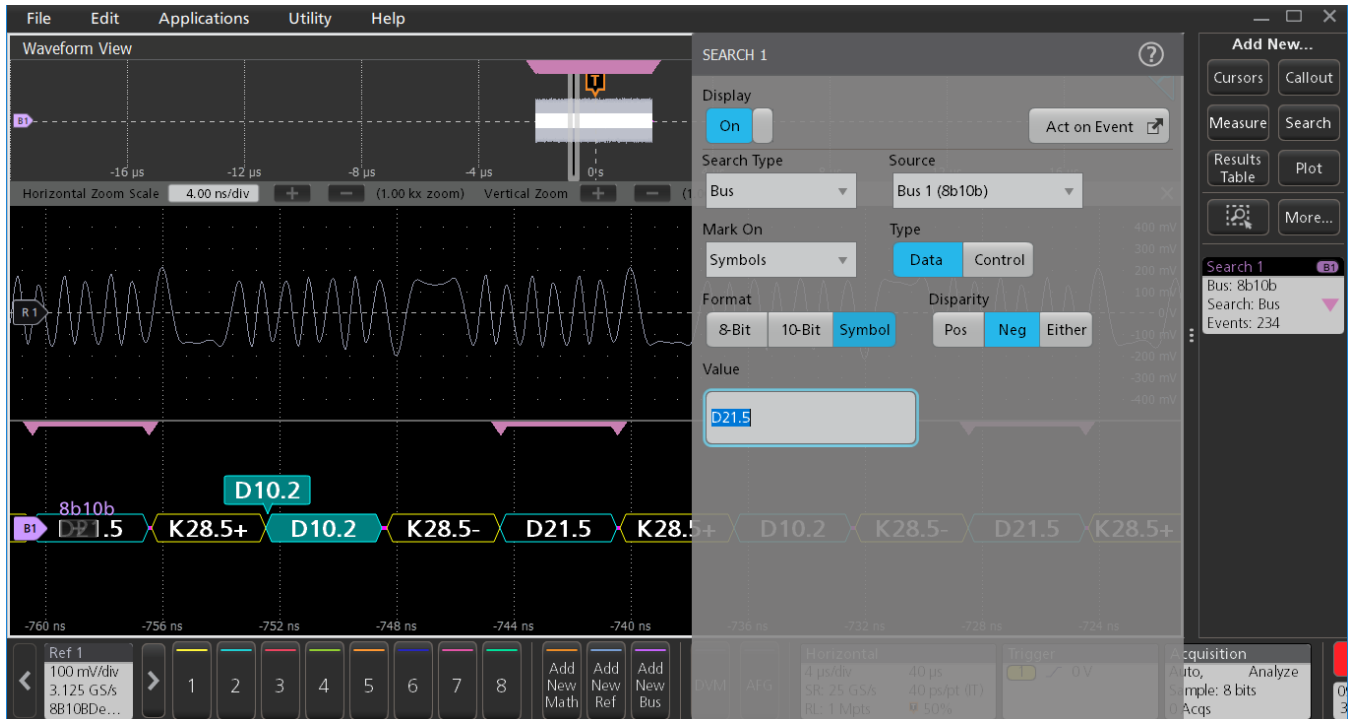 File Edit Applications Utility Help
Waveform View
B1
T
-16 µs -12 µs -8 µs -4 µs 0 s
Horizontal Zoom Scale 4.00 ns/div + — (1.00 kx zoom) Vertical Zoom + — (1
R 1
8b10b
D10.2
B1 D21.5 K28.5+ D10.2 K28.5- D21.5 K28.5+ D10.2 K28.5- D21.5 K28.5+
-760 ns -756 ns -752 ns -748 ns -744 ns -740 ns -736 ns -732 ns -728 ns -724 ns
SEARCH 1 ?
Display
On Act on Event
Search Type Source
Bus Bus 1 (8b10b)
Mark On Type
Symbols Data Control
Format Disparity
8-Bit 10-Bit Symbol Pos Neg Either
Value
D21.5
400 mV
300 mV
200 mV
100 mV
0 V
-100 mV
-200 mV
-300 mV
-400 mV
Add New...
Cursors Callout
Measure Search
Results Table Plot
More...
Search 1 B1
Bus: 8b10b
Search: Bus
Events: 234
Ref 1
100 mV/div
3.125 GS/s
8B10BDe...
1 2 3 4 5 6 7 8
Add New Math
Add New Ref
Add New Bus
DVM AFG
Horizontal
4 µs/div 40 µs
SR: 25 GS/s 40 ps/pt (IT)
RL: 1 Mpts 50%
Trigger
1 0 V
Acquisition
Auto, Analyze
Sample: 8 bits
0 Acqs